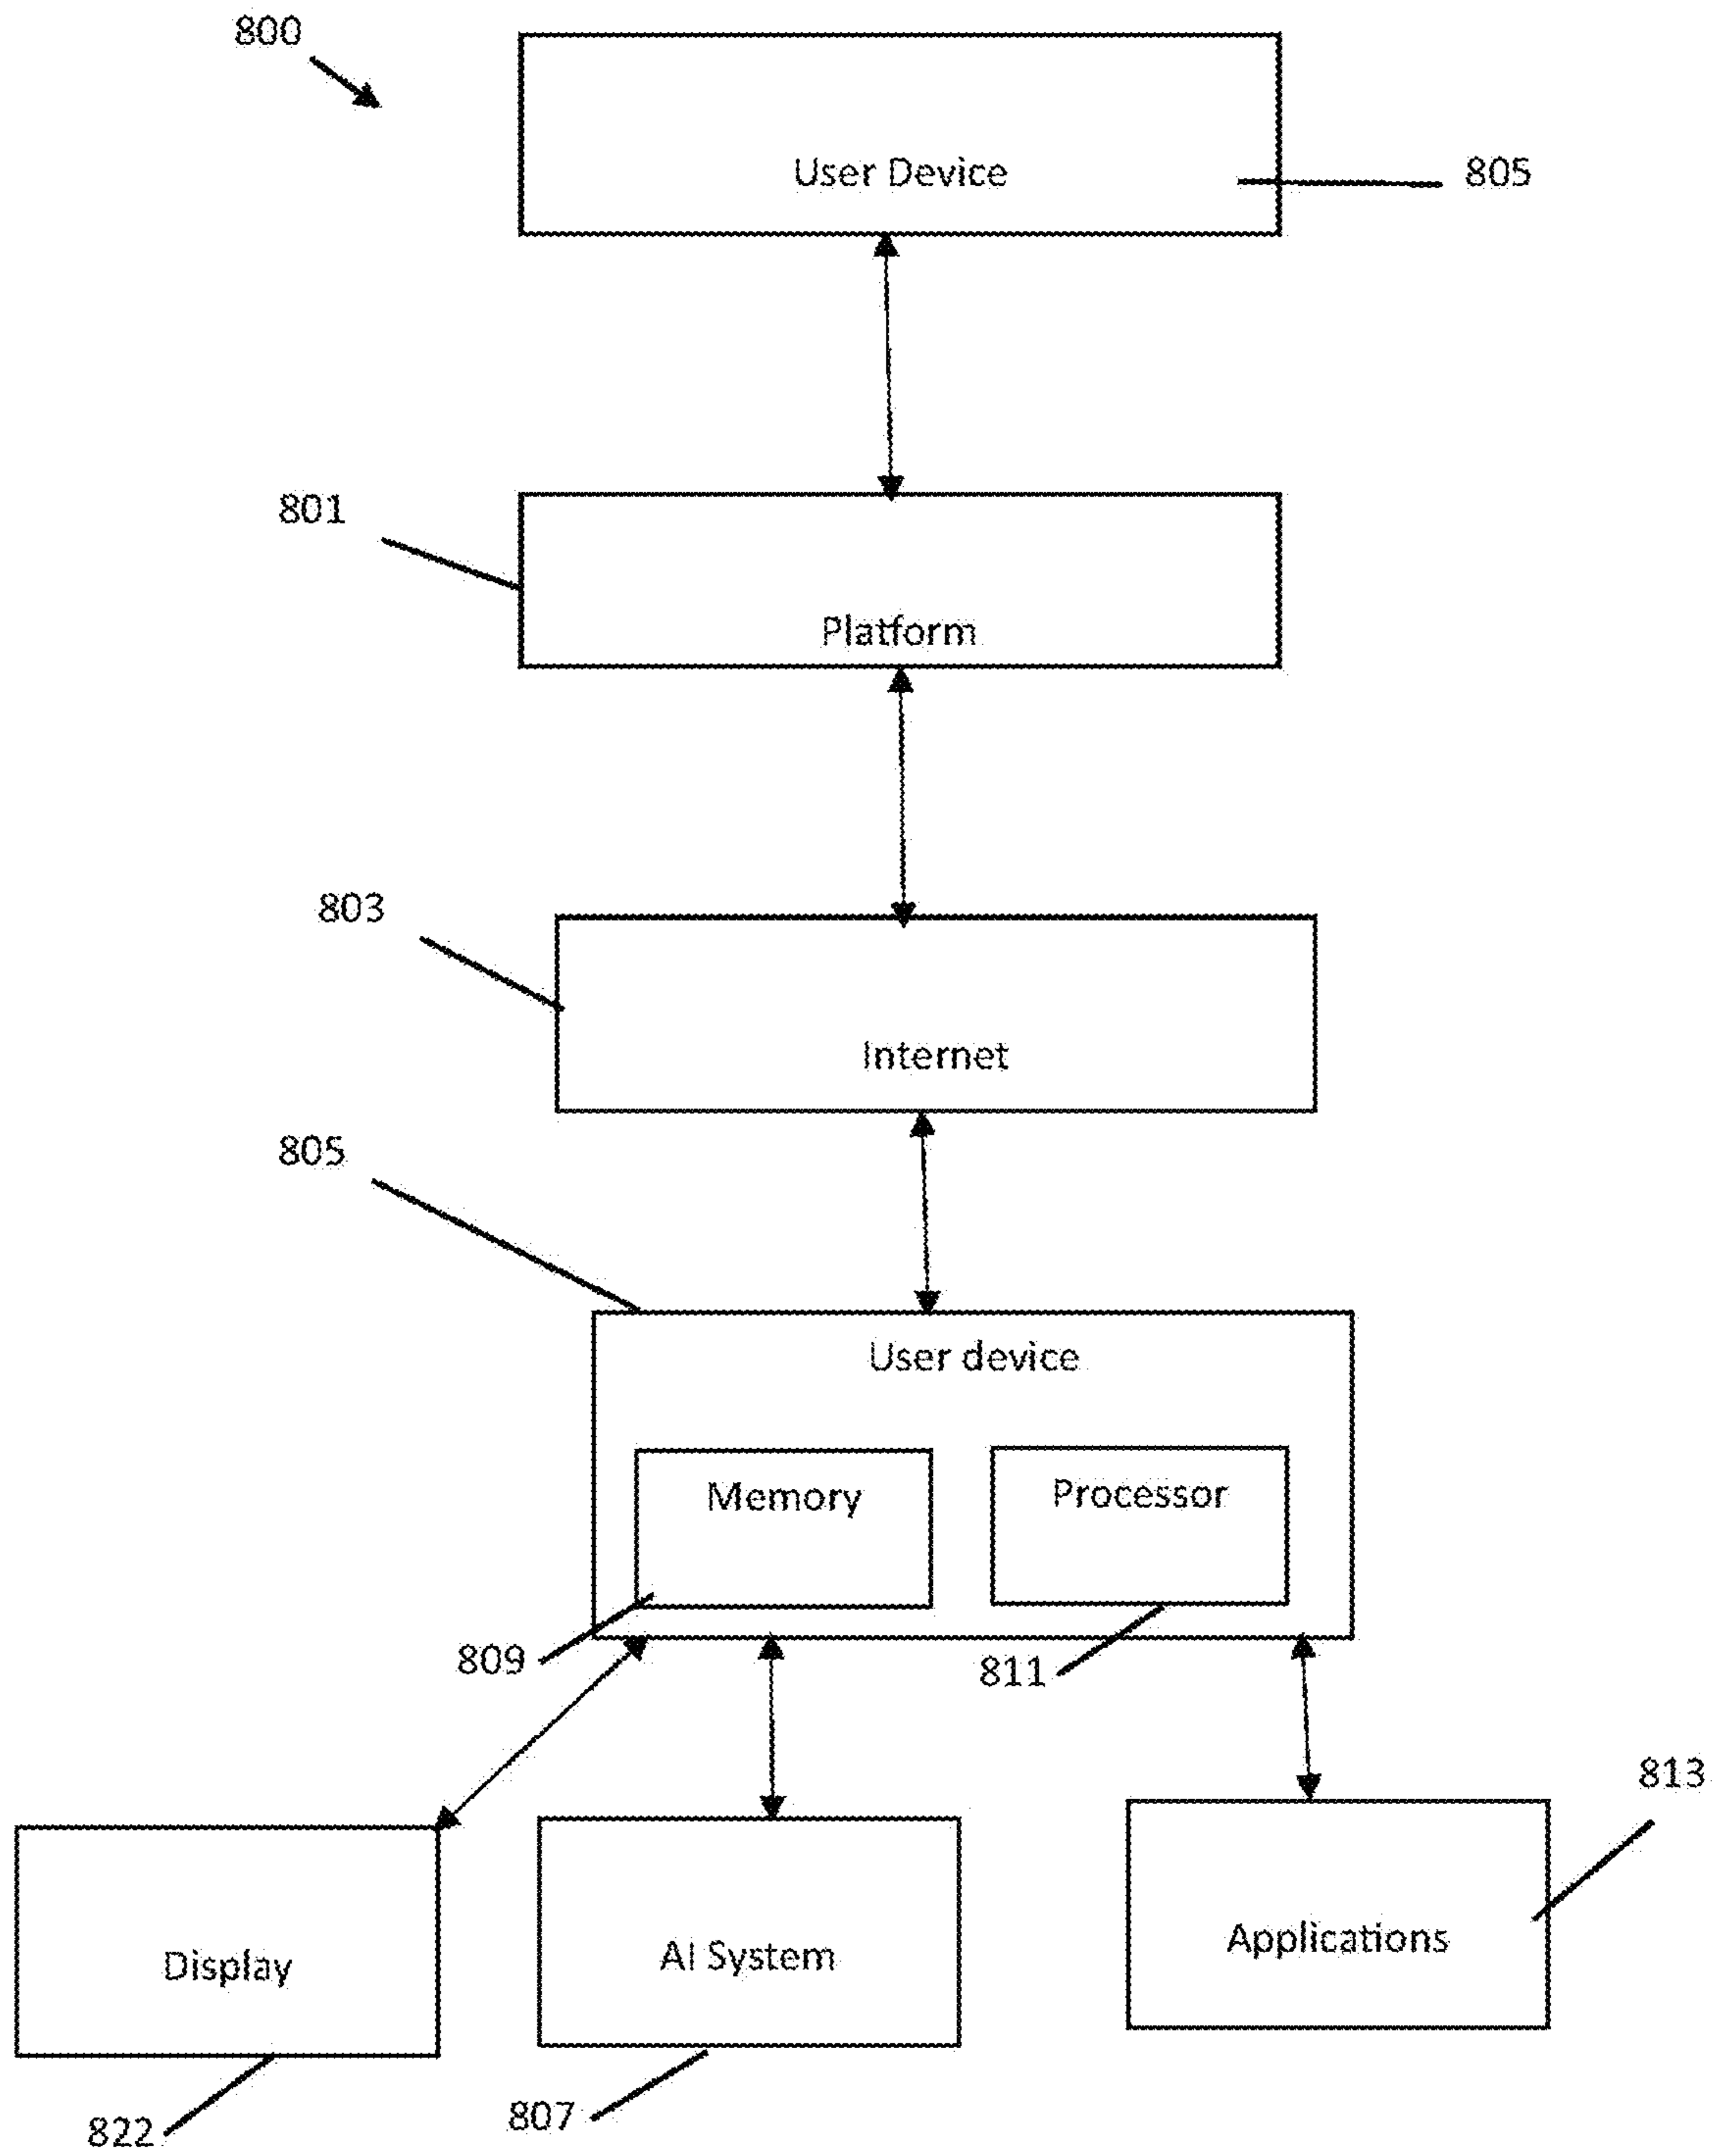 800
User Device
805
801
Platform
803
Internet
805
User device
Memory
Processor
809
811
813
Display
AI System
Applications
822
807